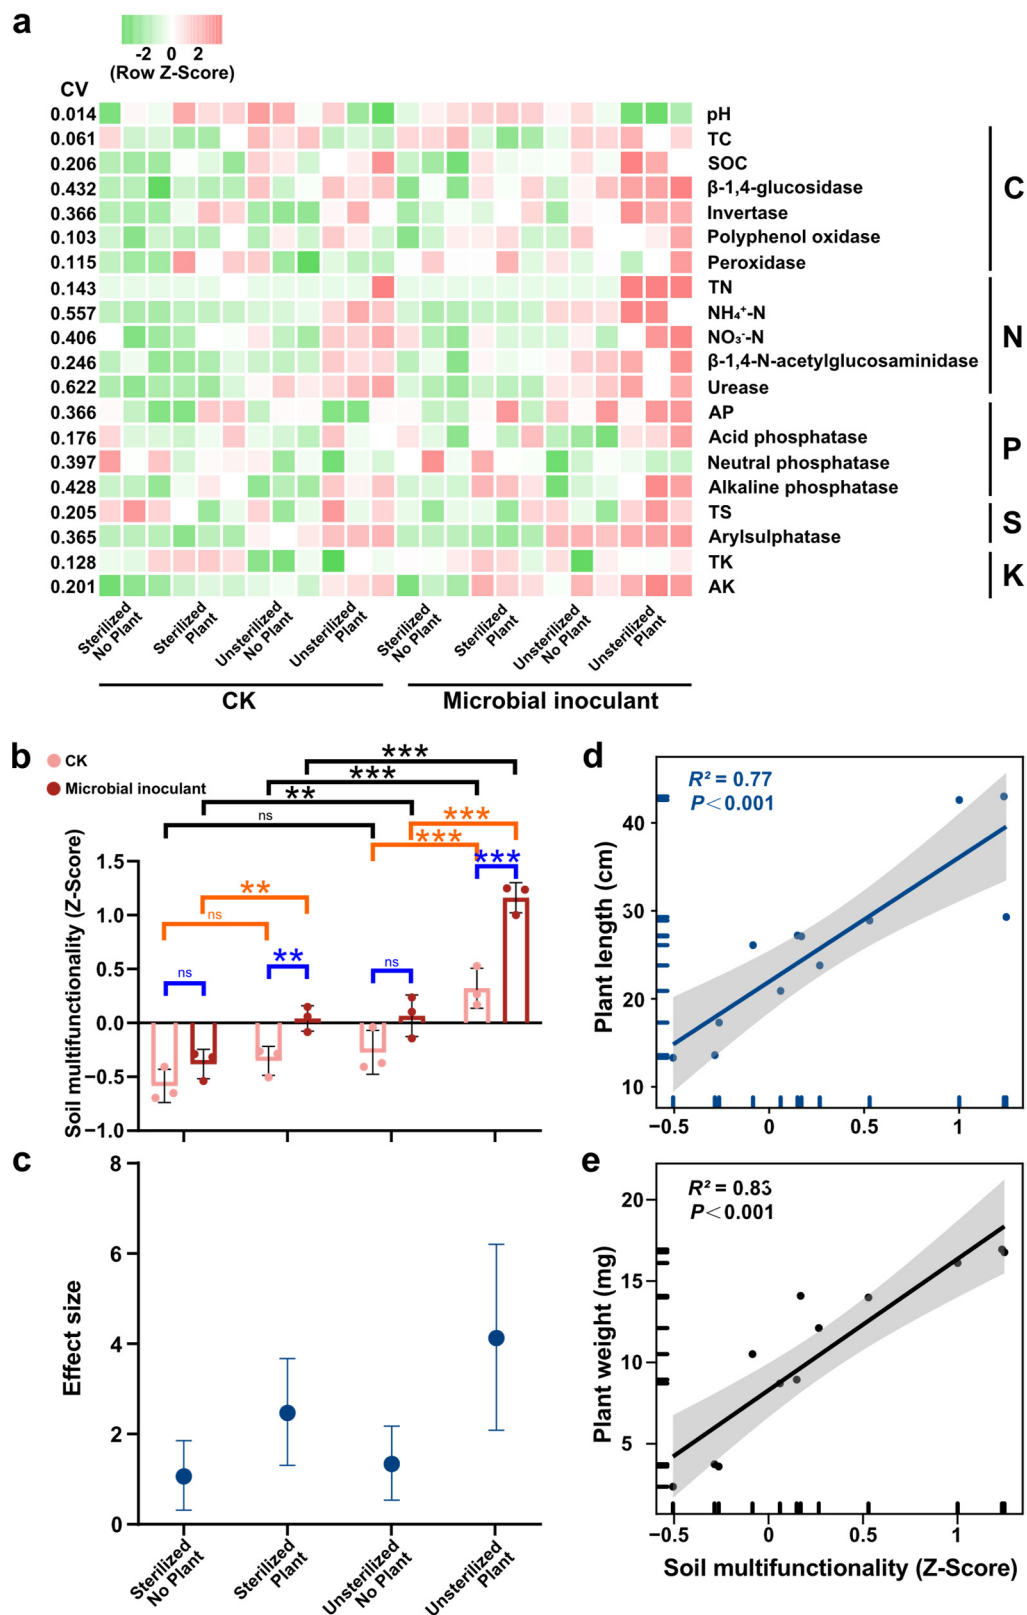 a
-2 0 2
(Row Z-Score)
CV
0.014 pH
0.061 TC
0.206 SOC
0.432 β-1,4-glucosidase
0.366 Invertase
0.103 Polyphenol oxidase
0.115 Peroxidase
C
0.143 TN
0.557 NH₄⁺-N
0.406 NO₃⁻-N
0.246 β-1,4-N-acetylglucosaminidase
0.622 Urease
N
0.366 AP
0.176 Acid phosphatase
0.397 Neutral phosphatase
0.428 Alkaline phosphatase
P
0.205 TS
0.365 Arylsulphatase
S
0.128 TK
0.201 AK
K
Sterilized
No Plant
Sterilized
Plant
Unsterilized
No Plant
Unsterilized
Plant
Sterilized
No Plant
Sterilized
Plant
Unsterilized
No Plant
Unsterilized
Plant
CK
Microbial inoculant
b
CK
Microbial inoculant
***
***
**
ns
***
***
***
**
ns
**
ns
ns
Soil multifunctionality (Z-Score)
1.5
1.0
0.5
0.0
−0.5
−1.0
c
Effect size
8
6
4
2
0
Sterilized
No Plant
Sterilized
Plant
Unsterilized
No Plant
Unsterilized
Plant
d
R² = 0.77
P<0.001
Plant length (cm)
40
30
20
10
−0.5 0 0.5 1
e
R² = 0.83
P<0.001
Plant weight (mg)
20
15
10
5
−0.5 0 0.5 1
Soil multifunctionality (Z-Score)